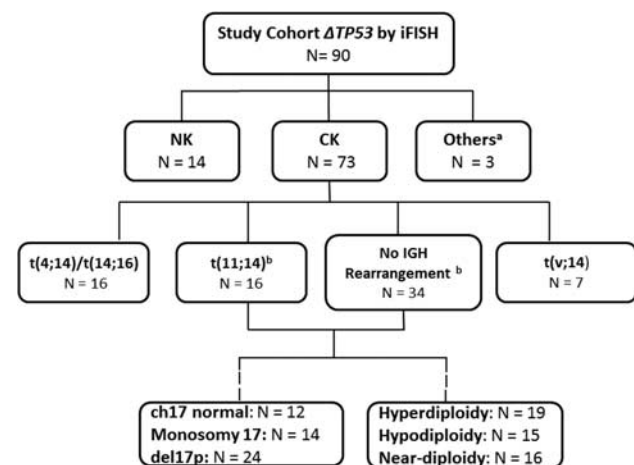 Study Cohort ΔTP53 by iFISH
N= 90
NK
N = 14
CK
N = 73
Othersᵃ
N = 3
t(4;14)/t(14;16)
N = 16
t(11;14)ᵇ
N = 16
No IGH
Rearrangement ᵇ
N = 34
t(v;14)
N = 7
ch17 normal: N = 12
Monosomy 17: N = 14
del17p: N = 24
Hyperdiploidy: N = 19
Hypodiploidy: N = 15
Near-diploidy: N = 16